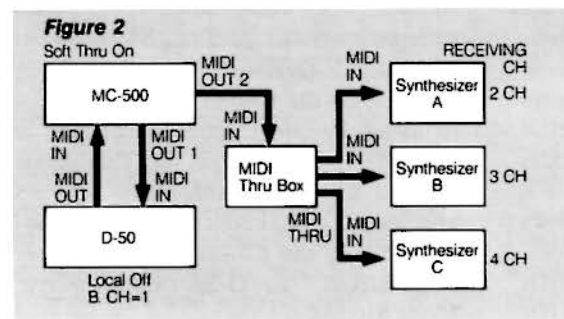 Figure 2
Soft Thru On
MC-500
MIDI
OUT 2
MIDI
IN
MIDI
OUT 1
MIDI
OUT
MIDI
IN
D-50
Local Off
B. CH=1
MIDI
IN
MIDI
Thru Box
MIDI
THRU
RECEIVING
CH
MIDI
IN
Synthesizer
A
2 CH
MIDI
IN
Synthesizer
B
3 CH
MIDI
IN
Synthesizer
C
4 CH